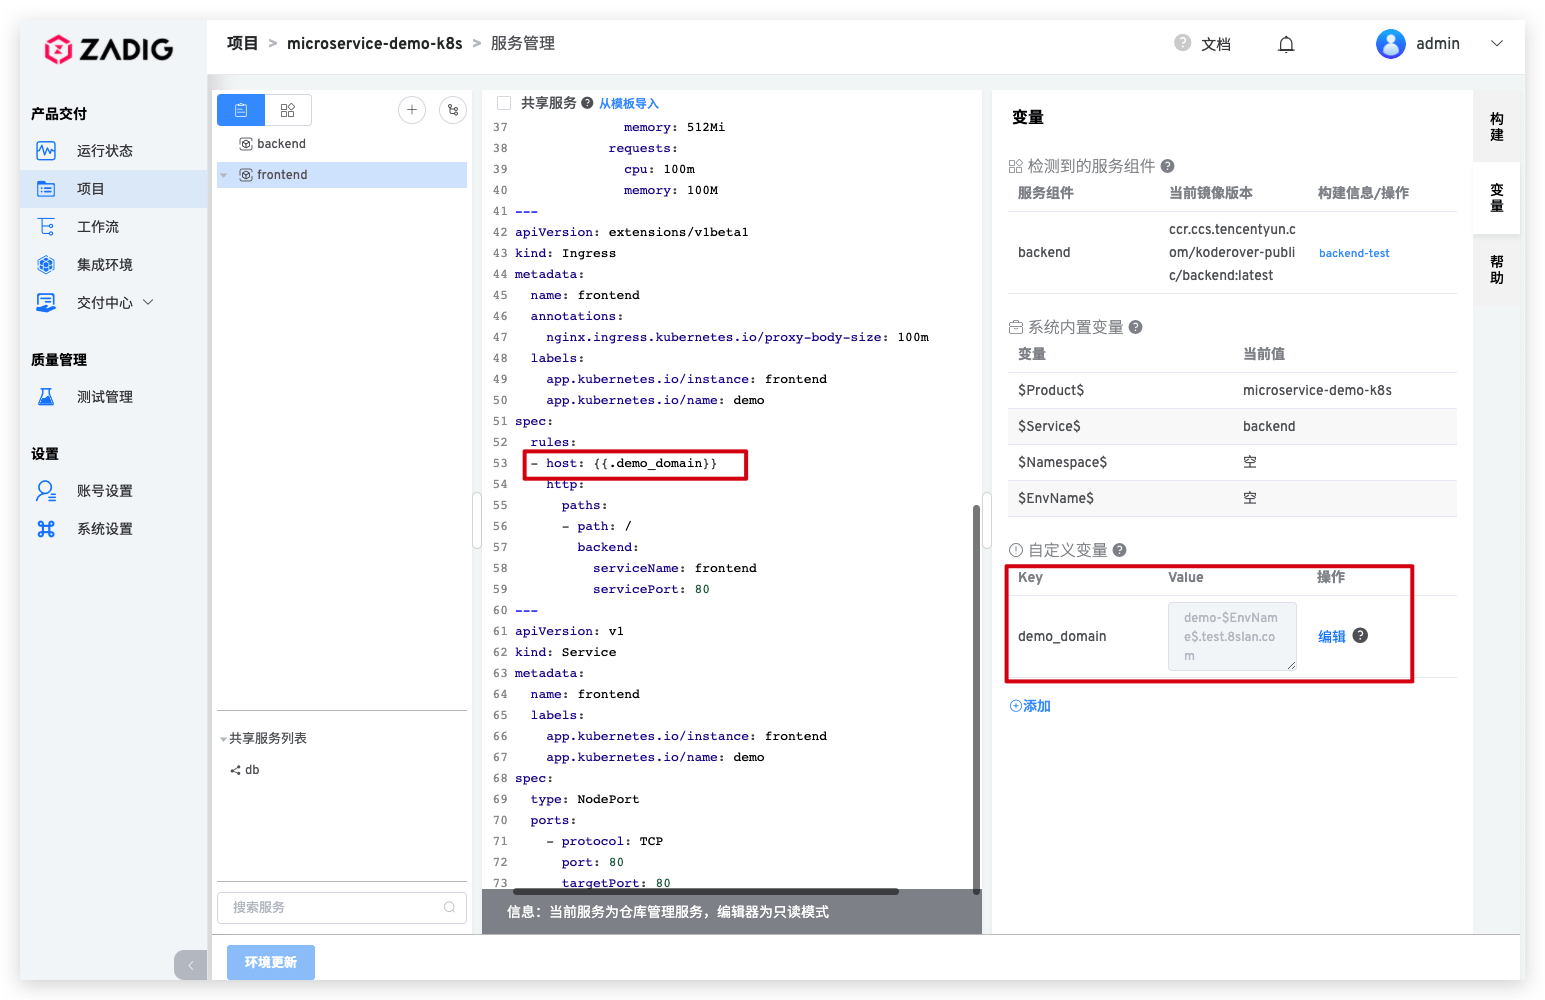 ZADIG
项目 > microservice-demo-k8s > 服务管理
文档
admin
产品交付
运行状态
项目
工作流
集成环境
交付中心
质量管理
测试管理
设置
账号设置
系统设置
backend
frontend
共享服务列表
db
搜索服务
环境更新
共享服务 从模板导入
37 memory: 512Mi
38 requests:
39 cpu: 100m
40 memory: 100M
41 ---
42 apiVersion: extensions/v1beta1
43 kind: Ingress
44 metadata:
45 name: frontend
46 annotations:
47 nginx.ingress.kubernetes.io/proxy-body-size: 100m
48 labels:
49 app.kubernetes.io/instance: frontend
50 app.kubernetes.io/name: demo
51 spec:
52 rules:
53 - host: {{.demo_domain}}
54 http:
55 paths:
56 - path: /
57 backend:
58 serviceName: frontend
59 servicePort: 80
60 ---
61 apiVersion: v1
62 kind: Service
63 metadata:
64 name: frontend
65 labels:
66 app.kubernetes.io/instance: frontend
67 app.kubernetes.io/name: demo
68 spec:
69 type: NodePort
70 ports:
71 - protocol: TCP
72 port: 80
73 targetPort: 80
信息：当前服务为仓库管理服务，编辑器为只读模式
变量
检测到的服务组件
服务组件 当前镜像版本 构建信息/操作
backend ccr.ccs.tencentyun.c
om/koderover-publi
c/backend:latest
backend-test
系统内置变量
变量 当前值
$Product$ microservice-demo-k8s
$Service$ backend
$Namespace$ 空
$EnvName$ 空
自定义变量
Key Value 操作
demo_domain demo-$EnvNam
e$.test.8slan.co
m
编辑
添加
构建
变量
帮助